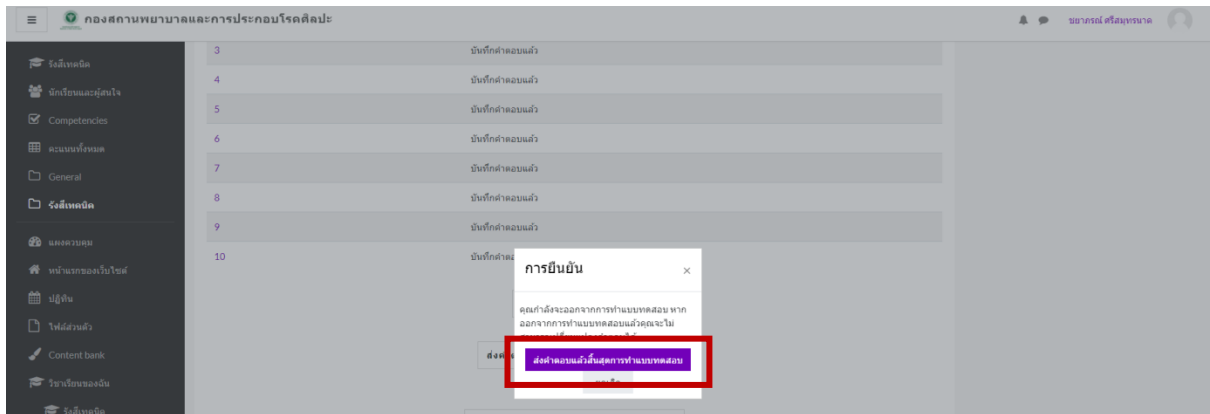 กองสถานพยาบาลและการประกอบโรคศิลปะ
ขยาภรณ์ ศรีสมุทรนาค
รังสีเทคนิค
นักเรียนและผู้สนใจ
Competencies
คะแนนทั้งหมด
General
รังสีเทคนิค
แผงควบคุม
หน้าแรกของเว็บไซต์
ปฏิทิน
ไฟล์ส่วนตัว
Content bank
วิชาเรียนของฉัน
รังสีเทคนิค
3 บันทึกคำตอบแล้ว
4 บันทึกคำตอบแล้ว
5 บันทึกคำตอบแล้ว
6 บันทึกคำตอบแล้ว
7 บันทึกคำตอบแล้ว
8 บันทึกคำตอบแล้ว
9 บันทึกคำตอบแล้ว
10
การยืนยัน ×
คุณกำลังจะออกจากการทำแบบทดสอบ หาก
ออกจากการทำแบบทดสอบแล้วคุณจะไม่
ส่งคำตอบแล้วสิ้นสุดการทำแบบทดสอบ